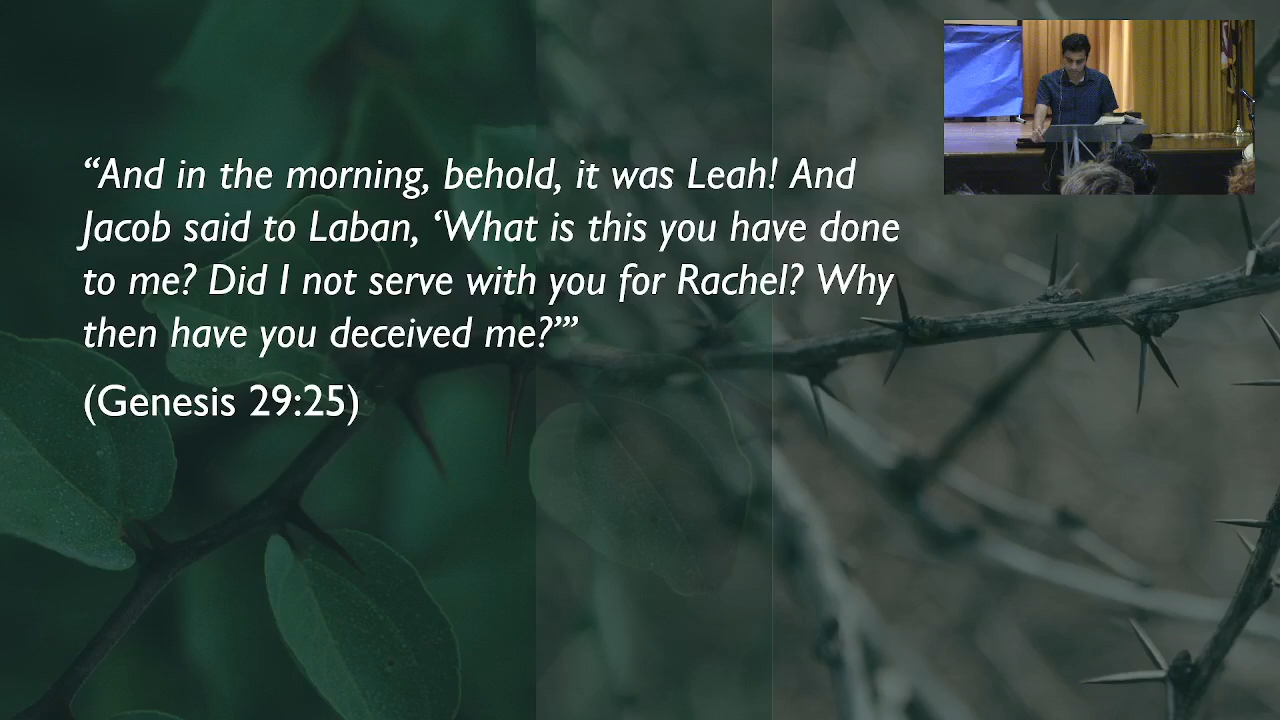 “And in the morning, behold, it was Leah! And
Jacob said to Laban, ‘What is this you have done
to me? Did I not serve with you for Rachel? Why
then have you deceived me?’”
(Genesis 29:25)